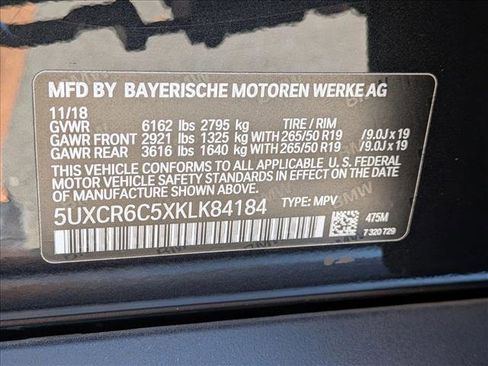 MFD BY BAYERISCHE MOTOREN WERKE AG
11/18
GVWR 6162 lbs 2795 kg TIRE / RIM
GAWR FRONT 2921 lbs 1325 kg WITH 265/50 R19 /9.0J x 19
GAWR REAR 3616 lbs 1640 kg WITH 265/50 R19 /9.0J x 19
THIS VEHICLE CONFORMS TO ALL APPLICABLE U. S. FEDERAL
MOTOR VEHICLE SAFETY STANDARDS IN EFFECT ON THE
DATE OF MANUFACTURE SHOWN ABOVE.
5UXCR6C5XKLK84184 TYPE: MPV
475M
7 320 729
BMW